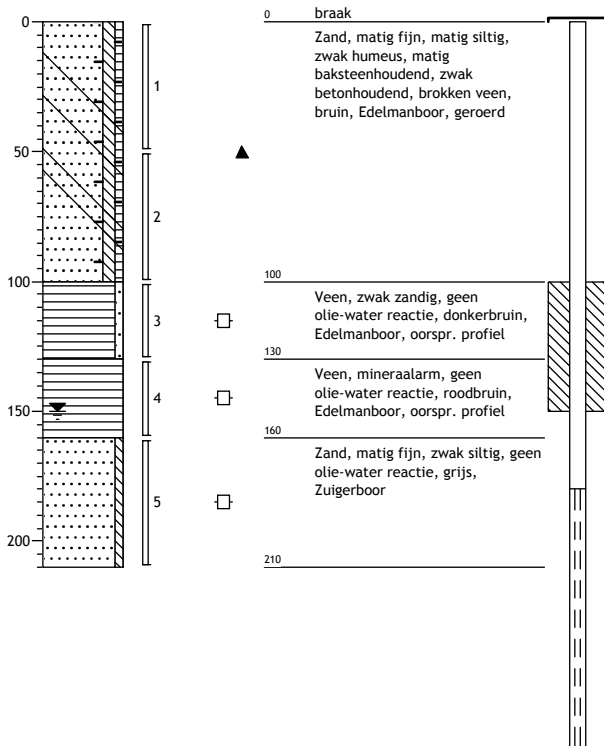 0
50
100
150
200
1
2
3
4
5
0 braak
Zand, matig fijn, matig siltig,
zwak humeus, matig
baksteenhoudend, zwak
betonhoudend, brokken veen,
bruin, Edelmanboor, geroerd
100
Veen, zwak zandig, geen
olie-water reactie, donkerbruin,
Edelmanboor, oorspr. profiel
130
Veen, mineraalarm, geen
olie-water reactie, roodbruin,
Edelmanboor, oorspr. profiel
160
Zand, matig fijn, zwak siltig, geen
olie-water reactie, grijs,
Zuigerboor
210